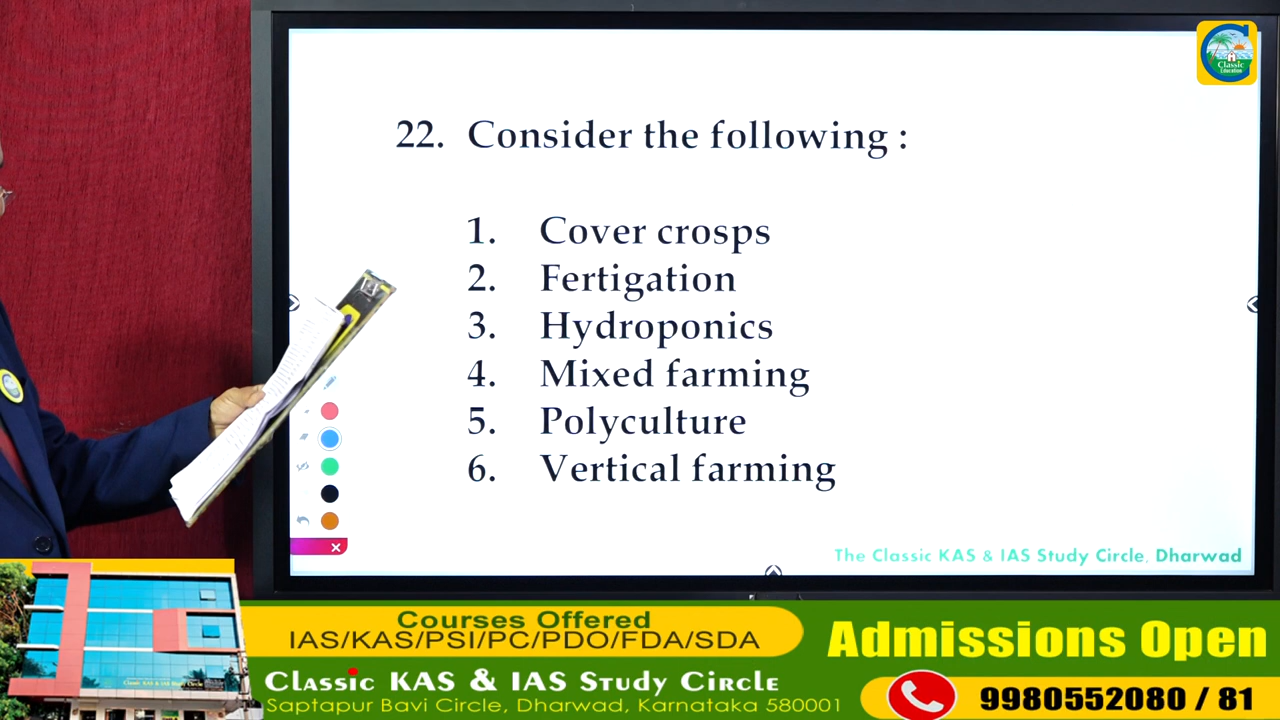 Classic
Education
22. Consider the following :
1. Cover crosps
2. Fertigation
3. Hydroponics
4. Mixed farming
5. Polyculture
6. Vertical farming
The Classic KAS & IAS Study Circle, Dharwad
Courses Offered
IAS/KAS/PSI/PC/PDO/FDA/SDA
Classic KAS & IAS Study Circle
Saptapur Bavi Circle, Dharwad, Karnataka 580001
Admissions Open
9980552080 / 81